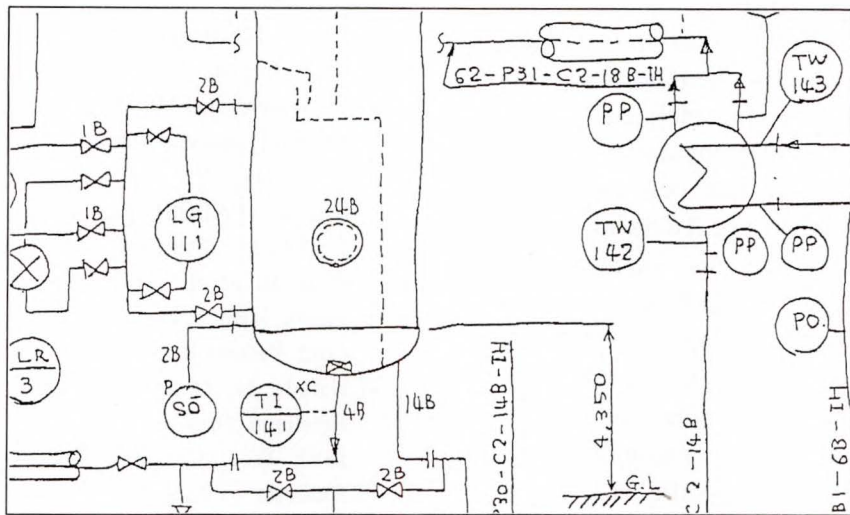 62-P31-C2-18B-IH
TW
143
PP
2B
1B
1B
LG
111
24B
TW
142
PP
PP
2B
LR
3
2B
P
SO
TI
141
XC
4B
14B
P30-C2-14B-IH
4,350
G.L
C2-14B
PO.
B1-6B-IH
2B
2B